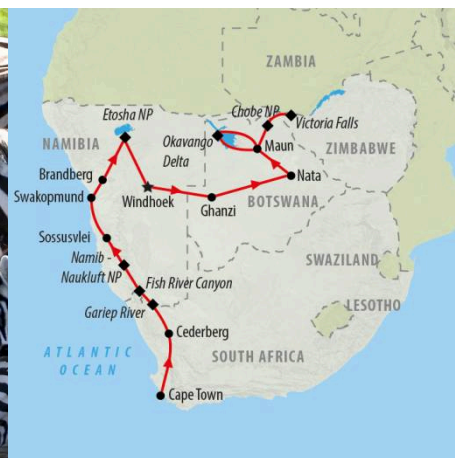 ZAMBIA
Etosha NP
Chobe NP
Victoria Falls
NAMIBIA
Okavango
Delta
Maun
ZIMBABWE
Brandberg
Nata
Swakopmund
Windhoek
Ghanzi
BOTSWANA
Sossusvlei
Namib -
Naukluft NP
SWAZILAND
Fish River Canyon
Gariep River
LESOTHO
Cederberg
ATLANTIC
OCEAN
SOUTH AFRICA
Cape Town